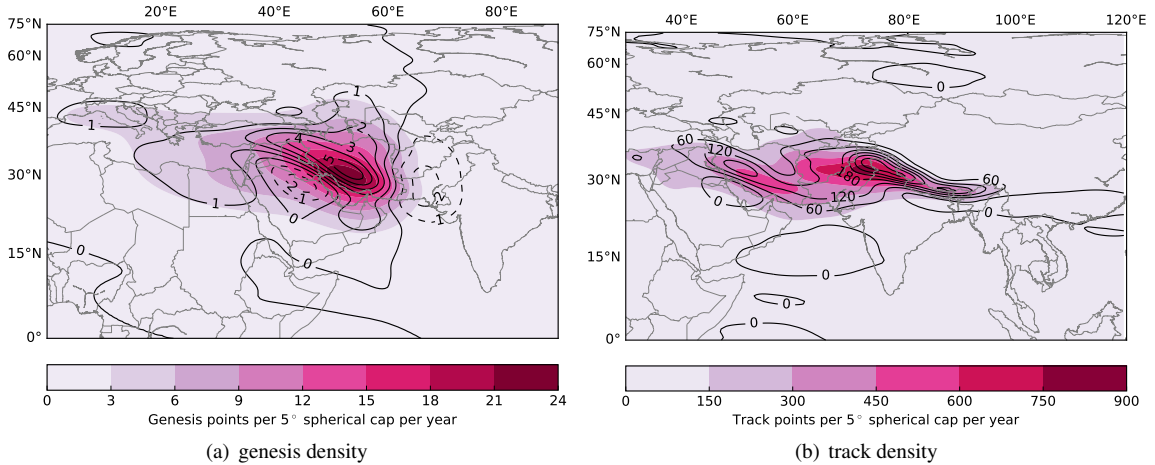 20°E 40°E 60°E 80°E
75°N
60°N
45°N
30°N
15°N
0°
1
1
1
0
0
0
-4
2
3
5
-2
-1
-2
-1
0 3 6 9 12 15 18 21 24
Genesis points per 5° spherical cap per year
(a) genesis density
40°E 60°E 80°E 100°E 120°E
75°N
60°N
45°N
30°N
15°N
0°
0
60
120
180
120
60
60
0
0
0
0
0
0 150 300 450 600 750 900
Track points per 5° spherical cap per year
(b) track density